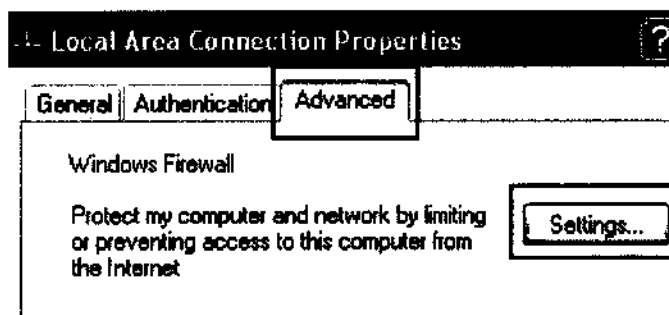 Local Area Connection Properties
?
General Authentication Advanced
Windows Firewall
Protect my computer and network by limiting
or preventing access to this computer from
the Internet
Settings...